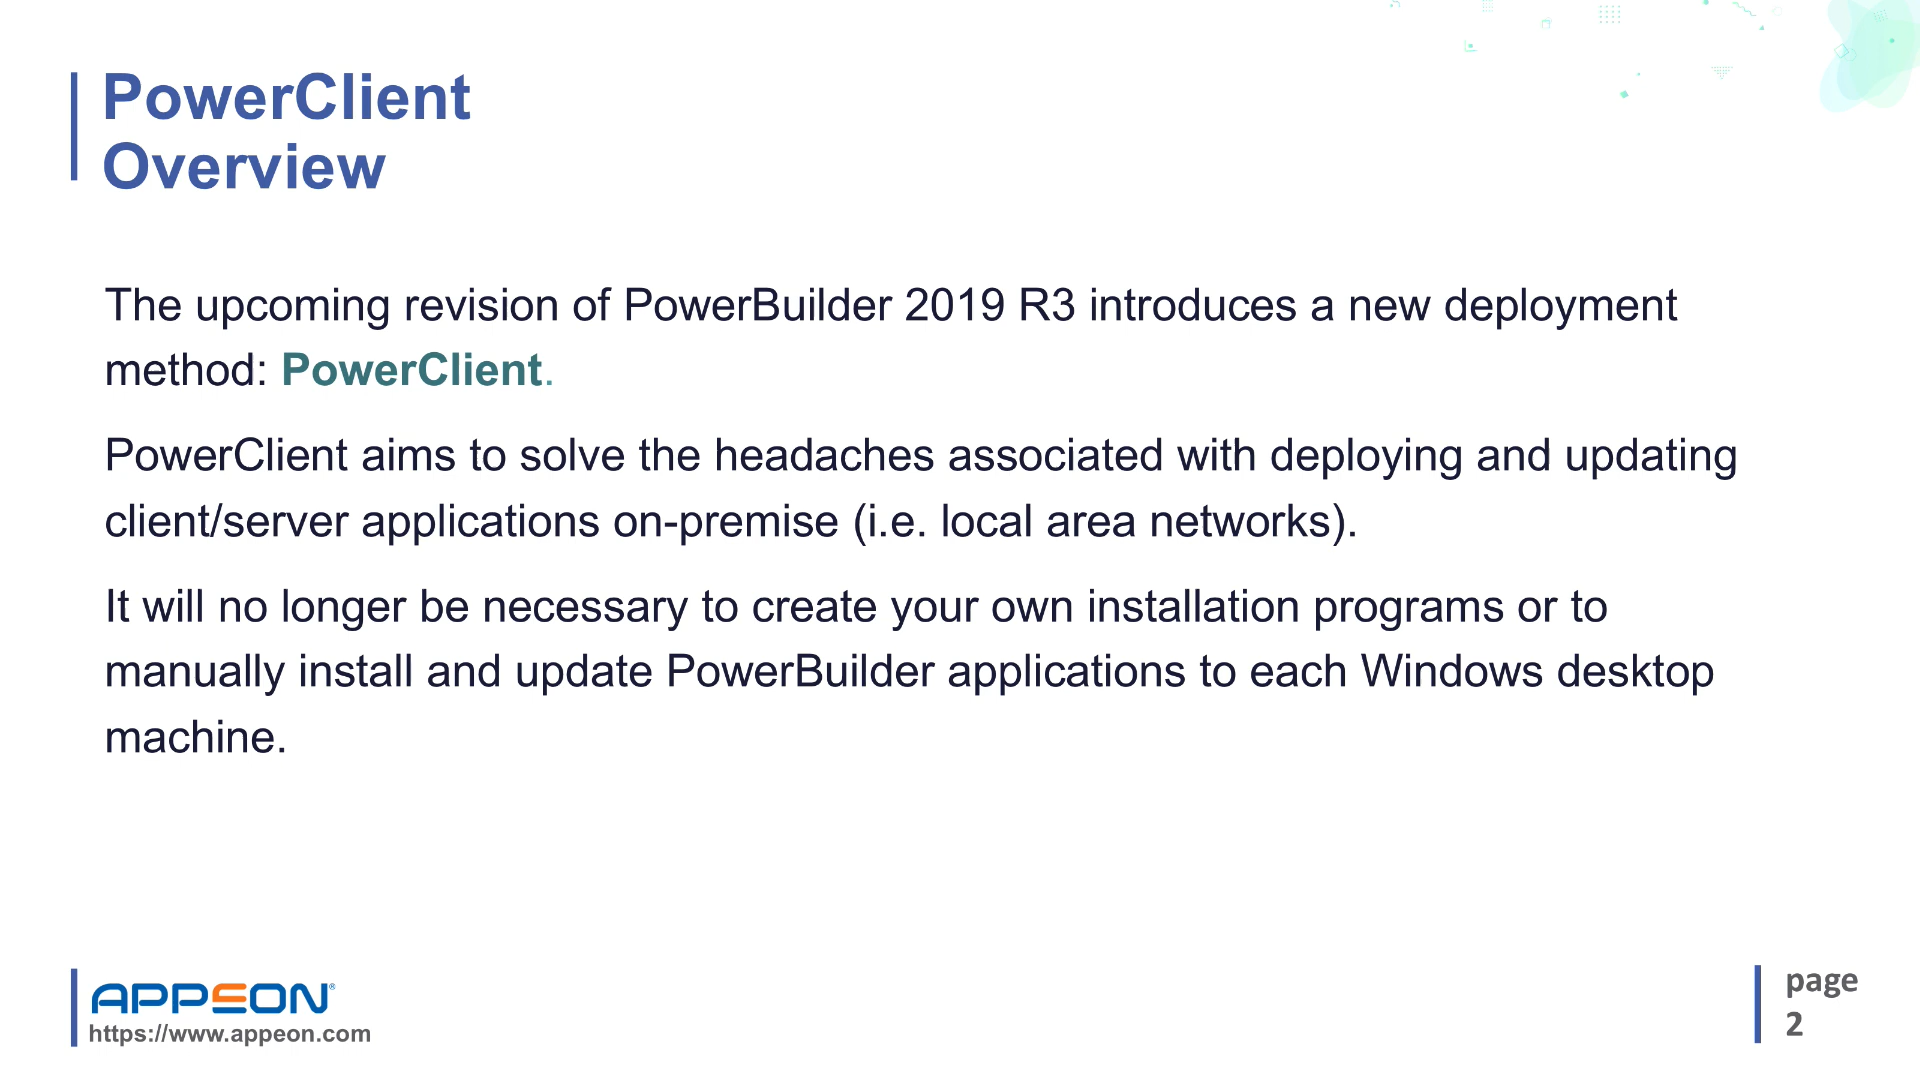 PowerClient
Overview
The upcoming revision of PowerBuilder 2019 R3 introduces a new deployment
method: PowerClient.
PowerClient aims to solve the headaches associated with deploying and updating
client/server applications on-premise (i.e. local area networks).
It will no longer be necessary to create your own installation programs or to
manually install and update PowerBuilder applications to each Windows desktop
machine.
APPEON®
https://www.appeon.com
page
2